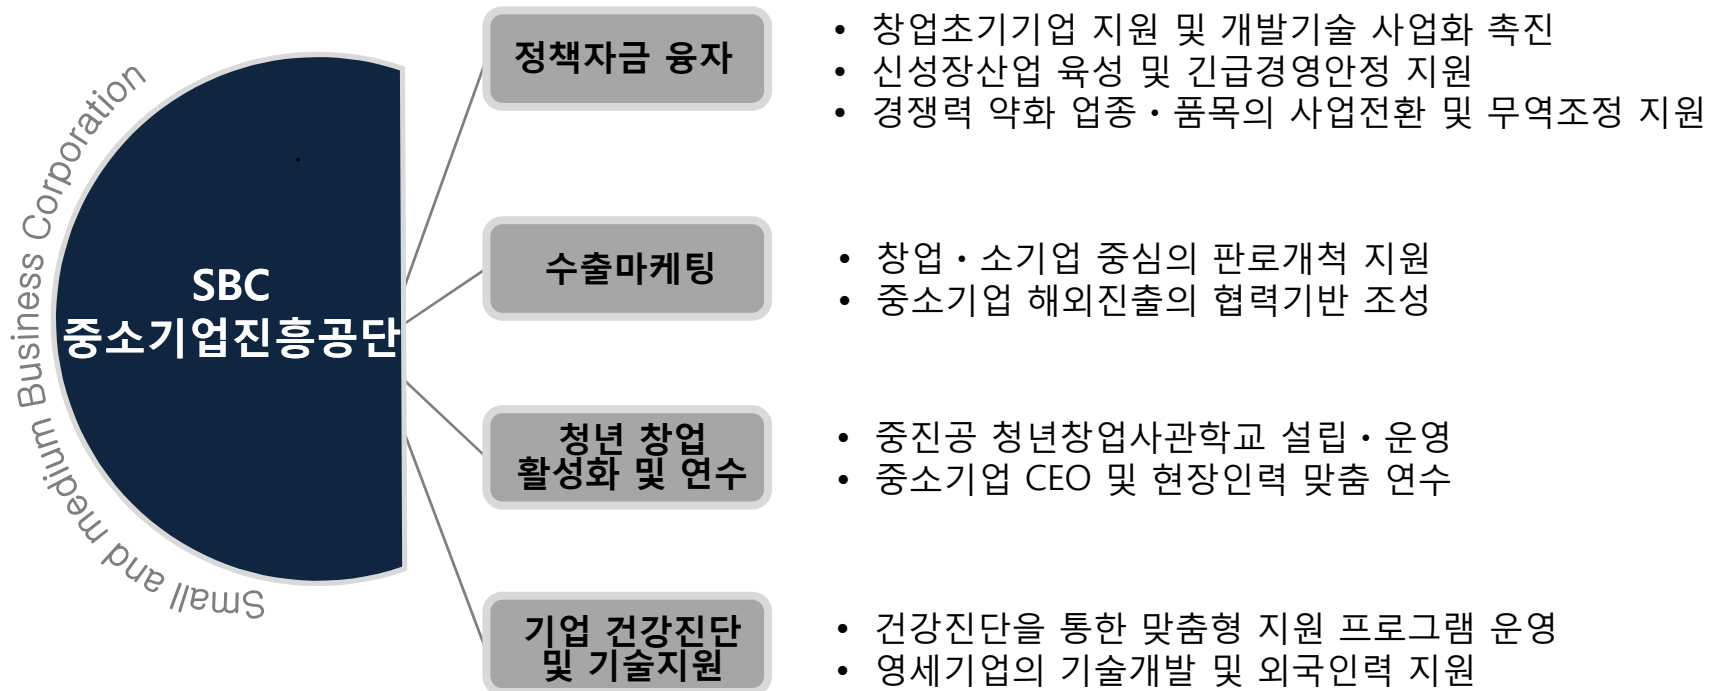 Small and medium Business Corporation
SBC
중소기업진흥공단
정책자금 융자
• 창업초기기업 지원 및 개발기술 사업화 촉진
• 신성장산업 육성 및 긴급경영안정 지원
• 경쟁력 약화 업종・품목의 사업전환 및 무역조정 지원
수출마케팅
• 창업・소기업 중심의 판로개척 지원
• 중소기업 해외진출의 협력기반 조성
청년 창업
활성화 및 연수
• 중진공 청년창업사관학교 설립・운영
• 중소기업 CEO 및 현장인력 맞춤 연수
기업 건강진단
및 기술지원
• 건강진단을 통한 맞춤형 지원 프로그램 운영
• 영세기업의 기술개발 및 외국인력 지원